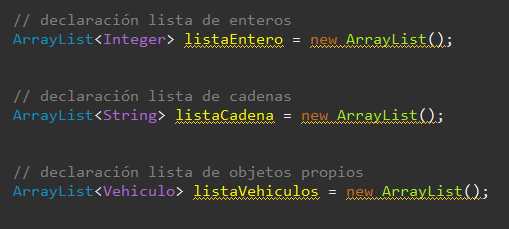 // declaración lista de enteros
ArrayList<Integer> listaEntero = new ArrayList();
// declaración lista de cadenas
ArrayList<String> listaCadena = new ArrayList();
// declaración lista de objetos propios
ArrayList<Vehiculo> listaVehiculos = new ArrayList();